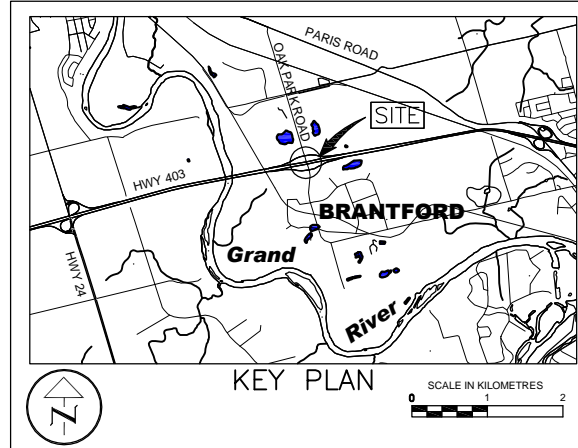 PARIS ROAD
OAK PARK ROAD
SITE
HWY 403
BRANTFORD
Grand
HWY 24
River
KEY PLAN
N
SCALE IN KILOMETRES
0 1 2